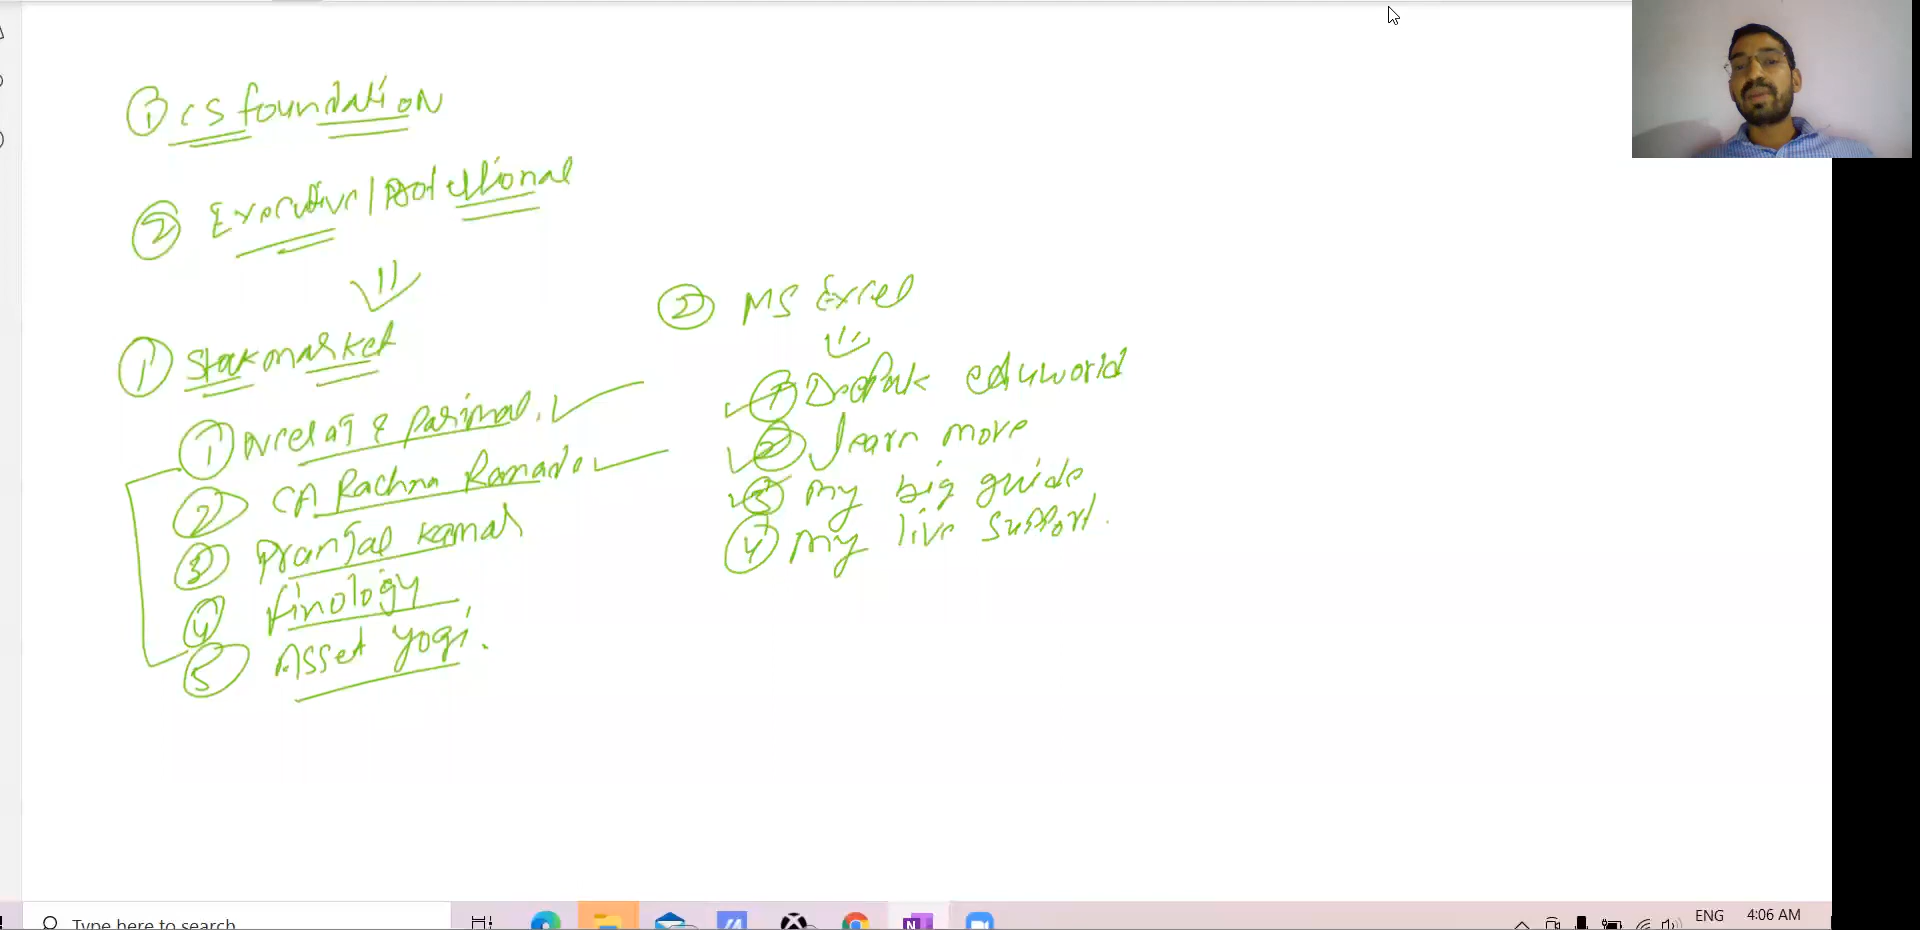 ① CS foundation
② Executive/Professional
① Stock market
① Neeraj & Parimal.
② CA Rachna Ranade
③ Pranjal Kamra
④ finology
⑤ Asset yogi.
② MS Excel
① Deepak eduworld
② learn more
③ my big guide
④ my live support.
Type here to search
ENG 4:06 AM